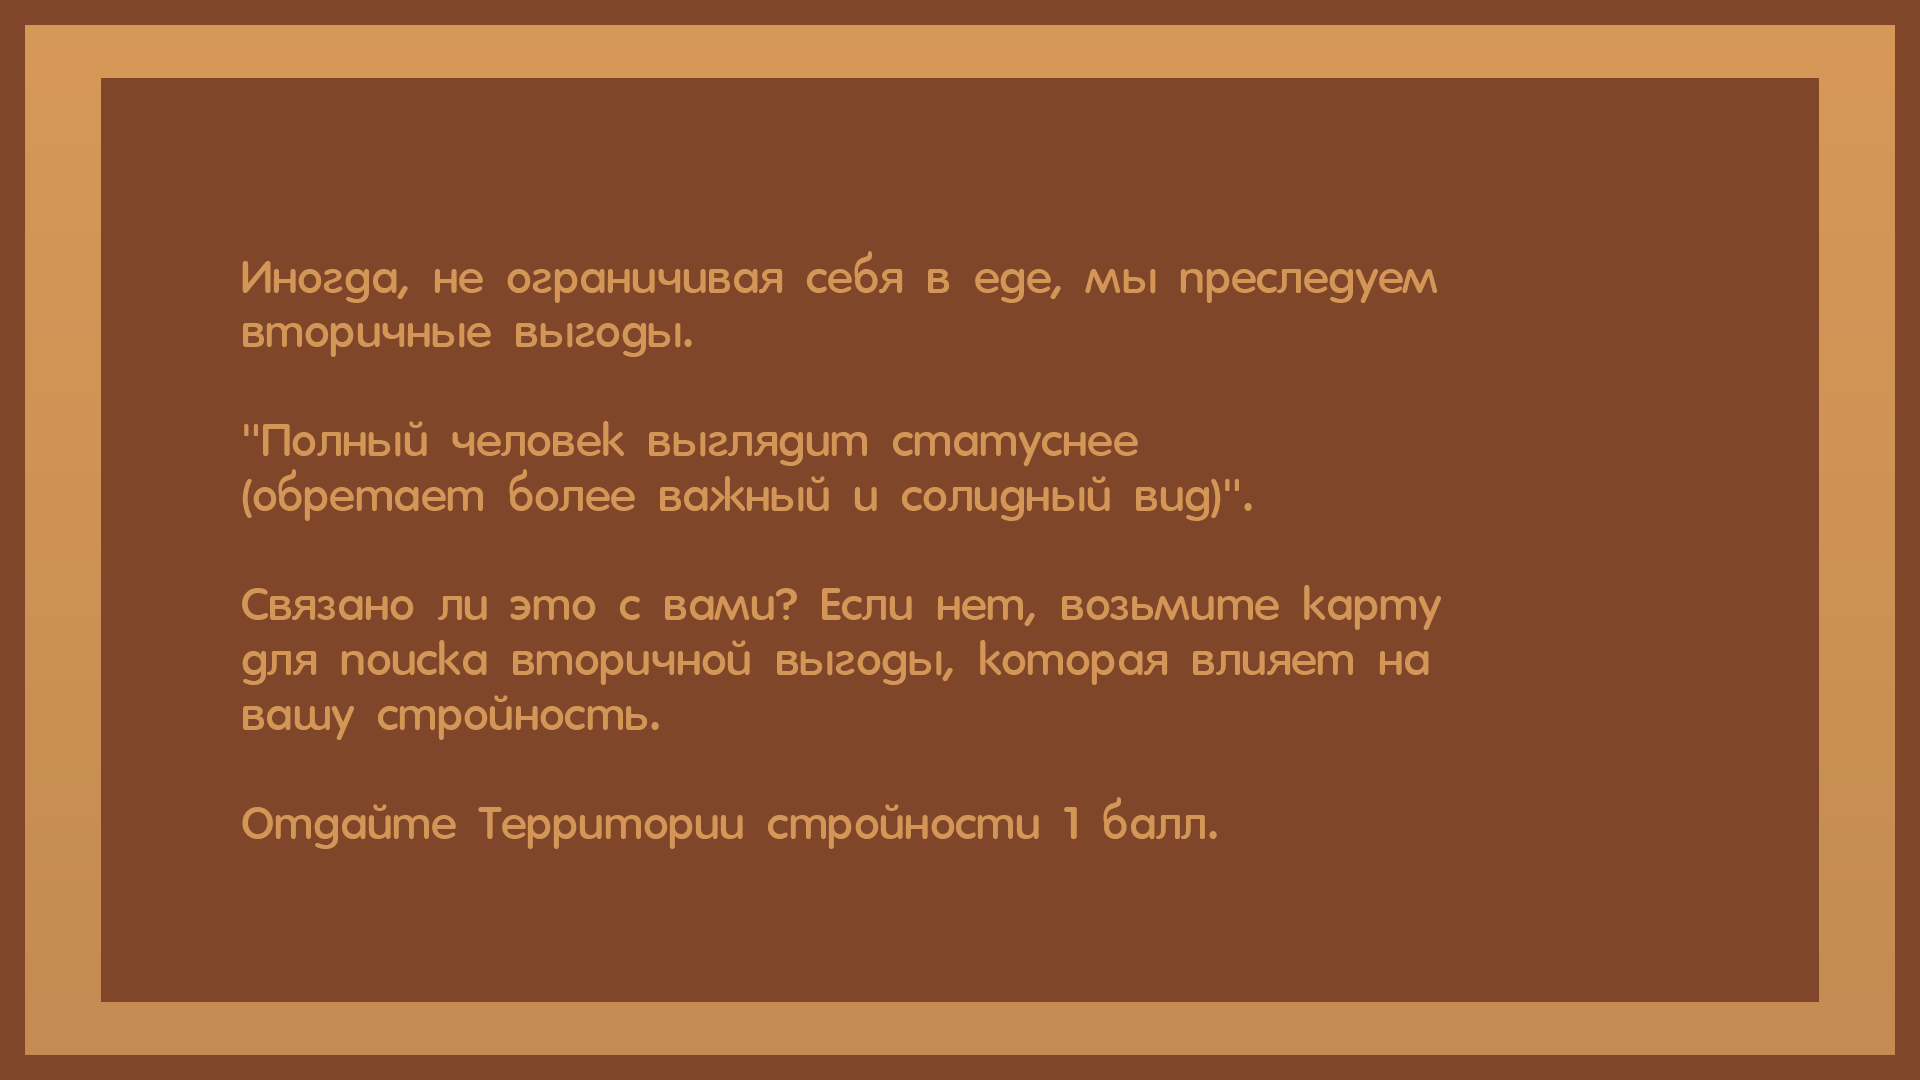 Иногда, не ограничивая себя в еде, мы преследуем
вторичные выгоды.
"Полный человек выглядит статуснее
(обретает более важный и солидный вид)".
Связано ли это с вами? Если нет, возьмите карту
для поиска вторичной выгоды, которая влияет на
вашу стройность.
Отдайте Территории стройности 1 балл.